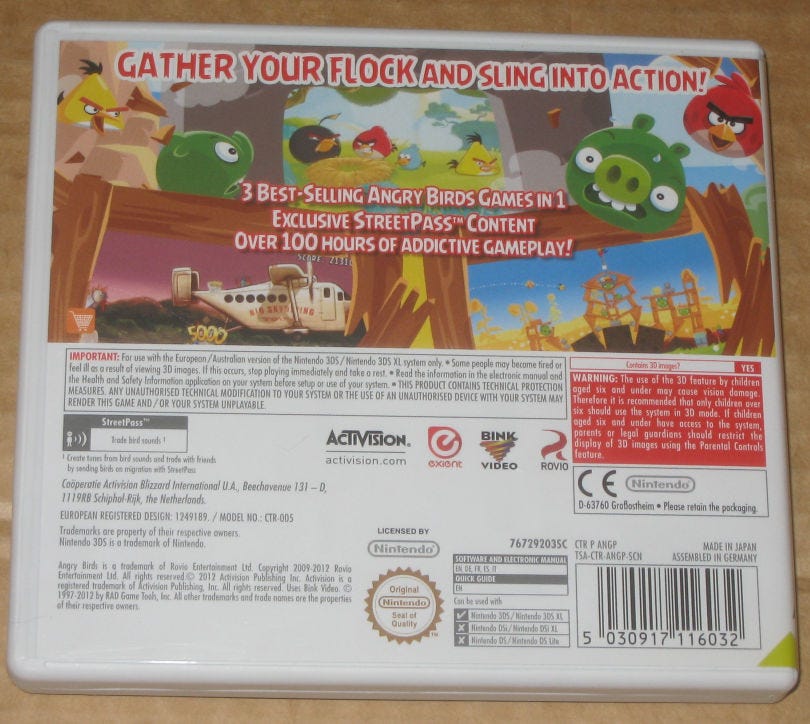 GATHER YOUR FLOCK AND SLING INTO ACTION!
3 BEST-SELLING ANGRY BIRDS GAMES IN 1
EXCLUSIVE STREETPASS™ CONTENT
OVER 100 HOURS OF ADDICTIVE GAMEPLAY!
SCORE:
5000
IMPORTANT: For use with the European/Australian version of the Nintendo 3DS/Nintendo 3DS XL system only. • Some people may become tired or
feel ill as a result of viewing 3D images. If this occurs, stop playing immediately and take a rest. • Read the information in the electronic manual and
the Health and Safety Information application on your system before setup or use of your system. • THIS PRODUCT CONTAINS TECHNICAL PROTECTION
MEASURES. ANY UNAUTHORISED TECHNICAL MODIFICATION TO YOUR SYSTEM OR THE USE OF AN UNAUTHORISED DEVICE WITH YOUR SYSTEM MAY
RENDER THIS GAME AND/OR YOUR SYSTEM UNPLAYABLE.
Contains 3D images? YES
WARNING: The use of the 3D feature by children
aged six and under may cause vision damage.
Therefore it is recommended that only children over
six should use the system in 3D mode. If children
aged six and under have access to the system,
parents or legal guardians should restrict the
display of 3D images using the Parental Controls
feature.
StreetPass™
Trade bird sounds ¹
¹ Create tunes from bird sounds and trade with friends
by sending birds on migration with StreetPass
ACTIVISION®
activision.com
exient
BINK
VIDEO
ROVIO
CE
Nintendo
D-63760 Großostheim • Please retain the packaging.
Coöperatie Activision Blizzard International U.A., Beechavenue 131 – D,
1119RB Schiphol-Rijk, the Netherlands.
EUROPEAN REGISTERED DESIGN: 1249189. / MODEL NO.: CTR-005
Trademarks are property of their respective owners.
Nintendo 3DS is a trademark of Nintendo.
Angry Birds is a trademark of Rovio Entertainment Ltd. Copyright 2009-2012 Rovio
Entertainment Ltd. All rights reserved.© 2012 Activision Publishing, Inc. Activision is a
registered trademark of Activision Publishing, Inc. All rights reserved. Uses Bink Video. ©
1997-2012 by RAD Game Tools, Inc. All other trademarks and trade names are the properties
of their respective owners.
LICENSED BY
Nintendo
Original
Nintendo
Seal of
Quality
™
76729203SC
SOFTWARE AND ELECTRONIC MANUAL
EN, DE, FR, ES, IT
QUICK GUIDE
EN
Can be used with
Nintendo 3DS/Nintendo 3DS XL
Nintendo DSi/Nintendo DSi XL
Nintendo DS/Nintendo DS Lite
CTR P ANGP
TSA-CTR-ANGP-SCN
MADE IN JAPAN
ASSEMBLED IN GERMANY
5 030917 116032